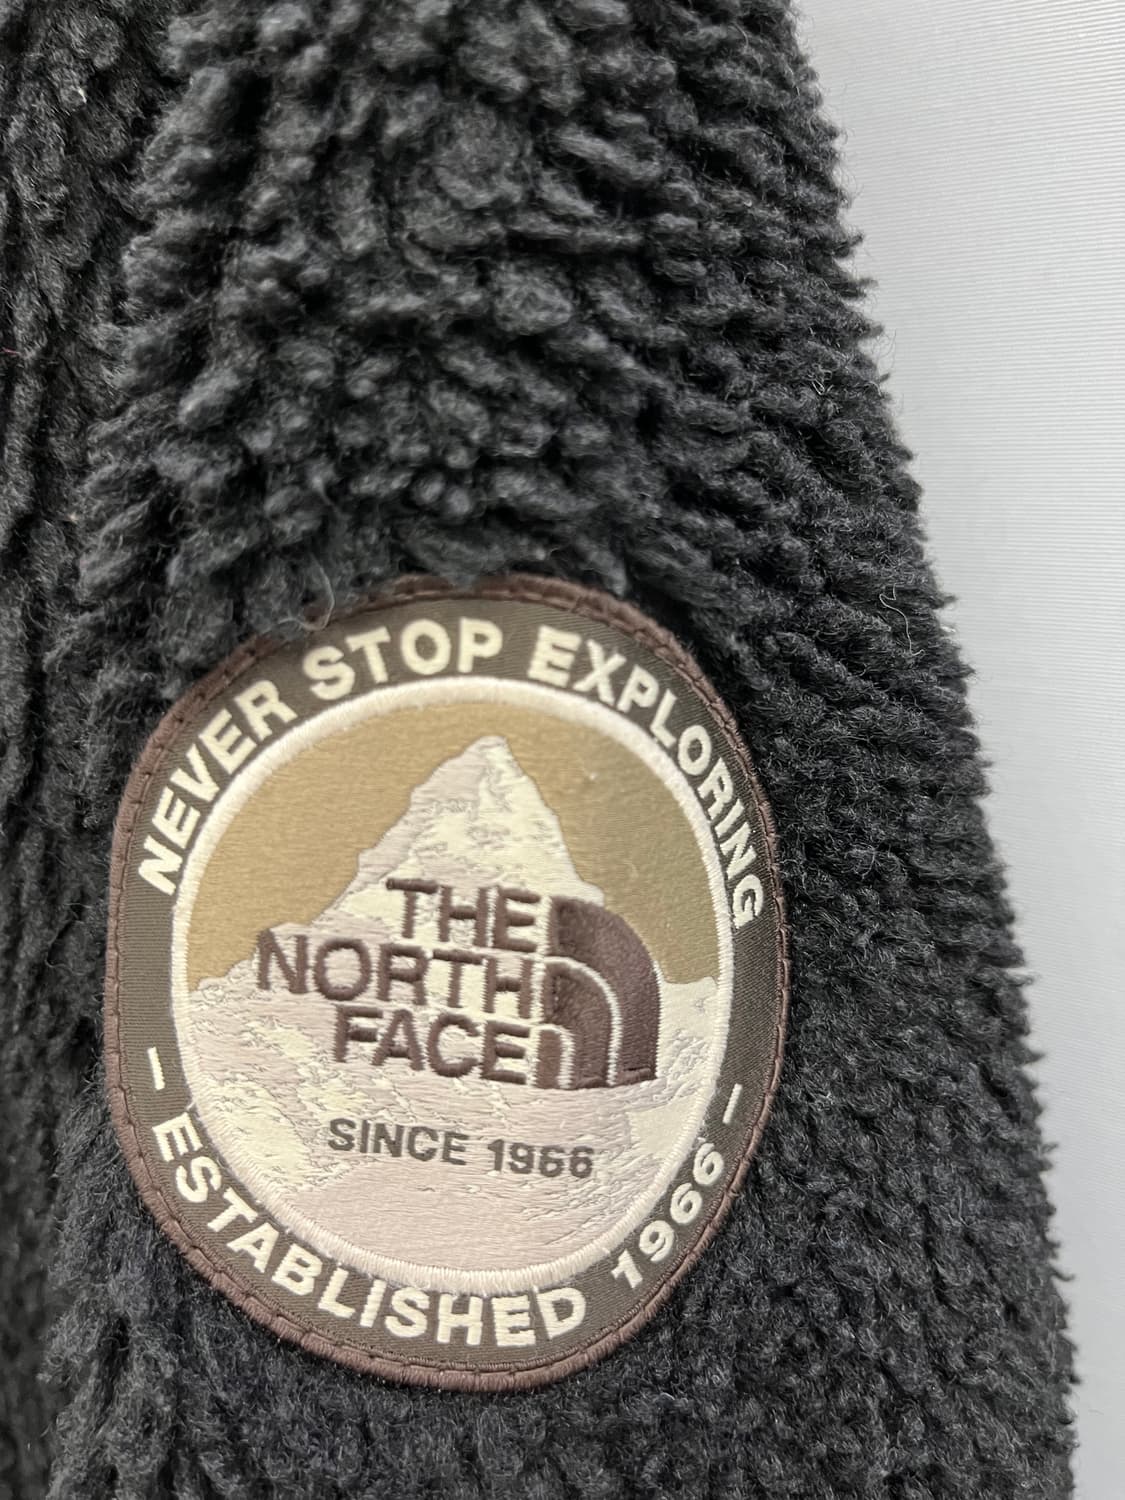 NEVER STOP EXPLORING
THE
NORTH
FACE
SINCE 1966
– ESTABLISHED 1966 –